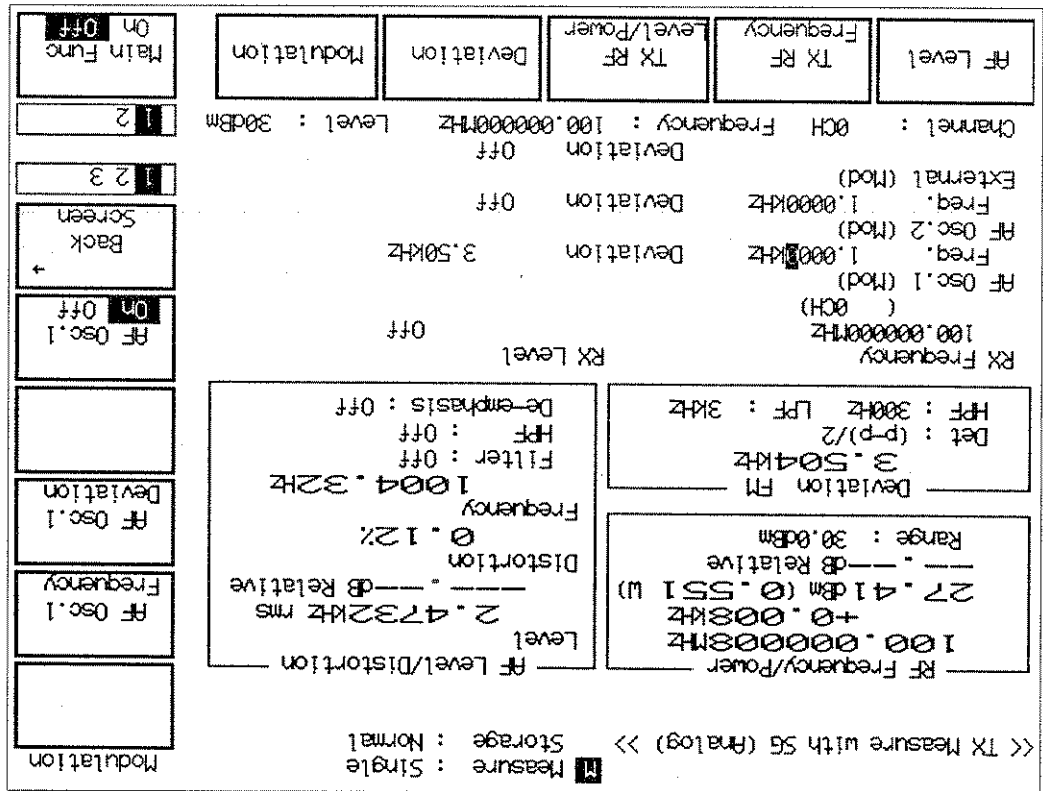 << TX Measure with SG (Analog) >>
M Measure : Single
Storage : Normal
Modulation
RF Frequency/Power
100.000008MHz
+0.008kHz
27.41dBm (0.551 W)
---.--dB Relative
Range : 30.0dBm
Deviation FM
3.504kHz
Det : (p-p)/2
HPF : 300Hz LPF : 3kHz
AF Level/Distortion
Level
2.4732kHz rms
---.--dB Relative
Distortion
0.12%
Frequency
1004.32Hz
Filter : Off
HPF : Off
De-emphasis : Off
RX Frequency
100.000000MHz
( 0CH)
RX Level
Off
AF Osc.1 (Mod)
Freq. 1.0000kHz Deviation 3.50kHz
AF Osc.2 (Mod)
Freq. 1.0000kHz Deviation Off
External (Mod)
Deviation Off
Channel : 0CH Frequency : 100.000000MHz Level : 30dBm
AF Level
TX RF
Frequency
TX RF
Level/Power
Deviation
Modulation
AF Osc.1
Frequency
AF Osc.1
Deviation
AF Osc.1
On Off
→
Back
Screen
1 2 3
1 2
Main Func
On Off